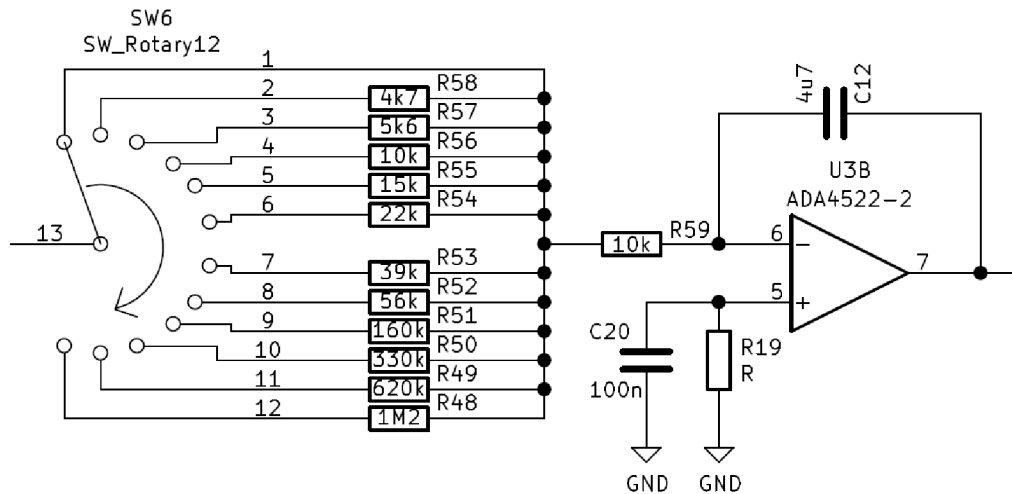 SW6
SW_Rotary12
1
2
4k7
R58
3
5k6
R57
4
10k
R56
5
15k
R55
6
22k
R54
13
7
39k
R53
8
56k
R52
9
160k
R51
10
330k
R50
11
620k
R49
12
1M2
R48
10k
R59
4u7
C12
U3B
ADA4522-2
6
−
7
5
+
C20
100n
R19
R
GND
GND